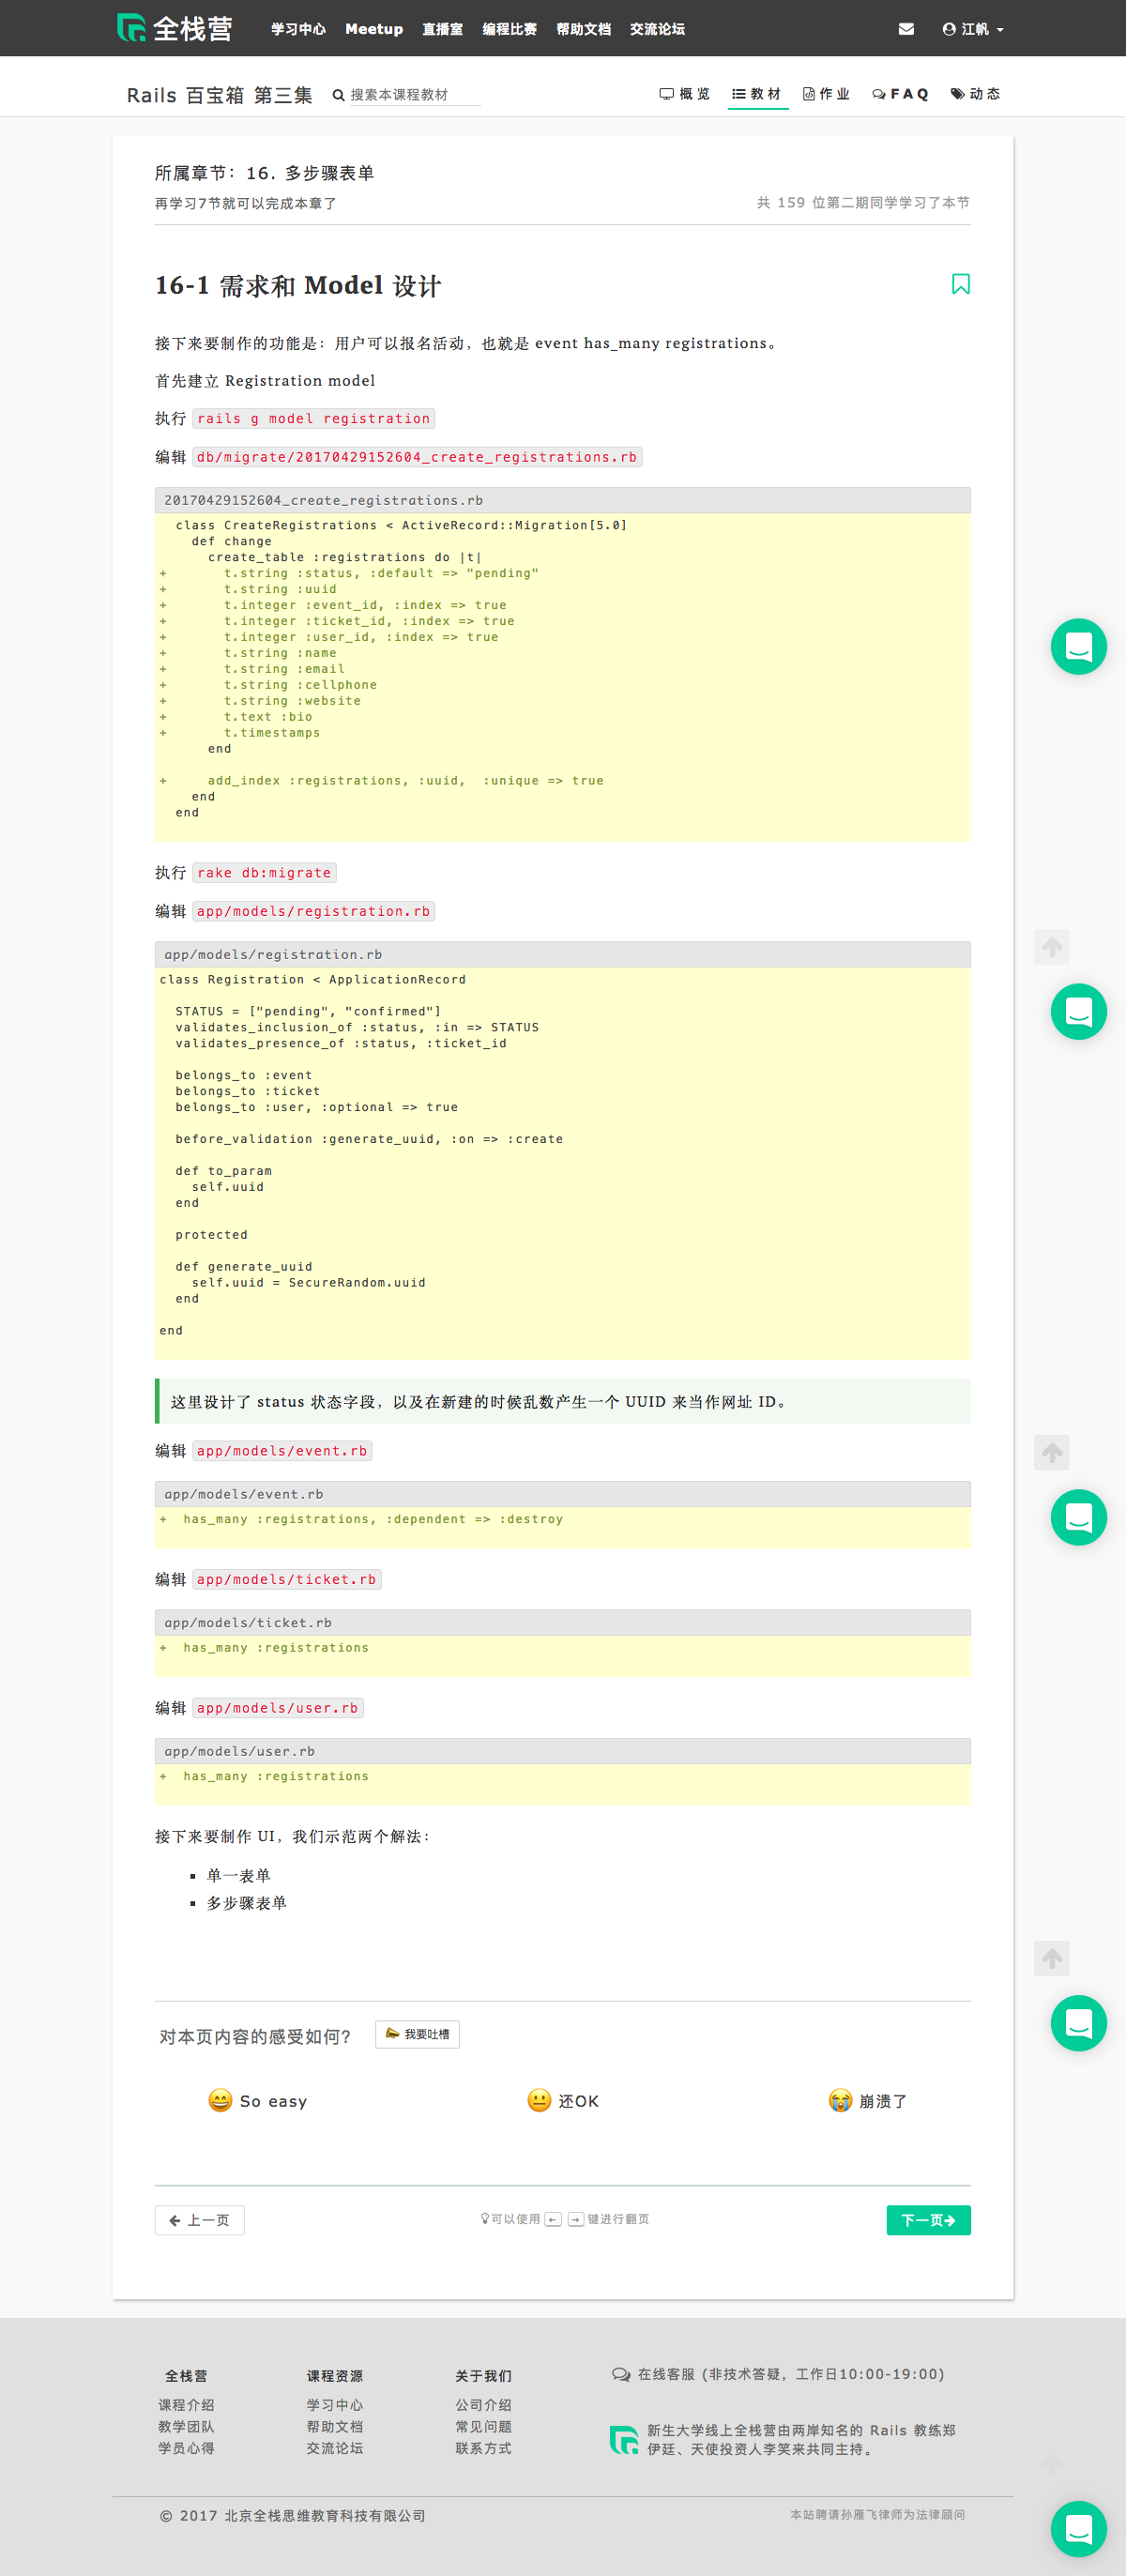 全栈营 学习中心 Meetup 直播室 编程比赛 帮助文档 交流论坛 江帆
Rails 百宝箱 第三集 搜索本课程教材 概览 教材 作业 FAQ 动态
所属章节：16. 多步骤表单
再学习7节就可以完成本章了 共 159 位第二期同学学习了本节
16-1 需求和 Model 设计
接下来要制作的功能是：用户可以报名活动，也就是 event has_many registrations。
首先建立 Registration model
执行 rails g model registration
编辑 db/migrate/20170429152604_create_registrations.rb
20170429152604_create_registrations.rb
class CreateRegistrations < ActiveRecord::Migration[5.0]
def change
create_table :registrations do |t|
+ t.string :status, :default => "pending"
+ t.string :uuid
+ t.integer :event_id, :index => true
+ t.integer :ticket_id, :index => true
+ t.integer :user_id, :index => true
+ t.string :name
+ t.string :email
+ t.string :cellphone
+ t.string :website
+ t.text :bio
+ t.timestamps
end
+ add_index :registrations, :uuid, :unique => true
end
end
执行 rake db:migrate
编辑 app/models/registration.rb
app/models/registration.rb
class Registration < ApplicationRecord
STATUS = ["pending", "confirmed"]
validates_inclusion_of :status, :in => STATUS
validates_presence_of :status, :ticket_id
belongs_to :event
belongs_to :ticket
belongs_to :user, :optional => true
before_validation :generate_uuid, :on => :create
def to_param
self.uuid
end
protected
def generate_uuid
self.uuid = SecureRandom.uuid
end
end
这里设计了 status 状态字段，以及在新建的时候乱数产生一个 UUID 来当作网址 ID。
编辑 app/models/event.rb
app/models/event.rb
+ has_many :registrations, :dependent => :destroy
编辑 app/models/ticket.rb
app/models/ticket.rb
+ has_many :registrations
编辑 app/models/user.rb
app/models/user.rb
+ has_many :registrations
接下来要制作 UI，我们示范两个解法：
▪ 单一表单
▪ 多步骤表单
对本页内容的感受如何? 我要吐槽
So easy 还OK 崩溃了
← 上一页 可以使用 ← → 键进行翻页 下一页→
全栈营 课程资源 关于我们 在线客服 (非技术答疑，工作日10:00-19:00)
课程介绍 学习中心 公司介绍
教学团队 帮助文档 常见问题 新生大学线上全栈营由两岸知名的 Rails 教练郑
学员心得 交流论坛 联系方式 伊廷、天使投资人李笑来共同主持。
© 2017 北京全栈思维教育科技有限公司 本站聘请孙雁飞律师为法律顾问